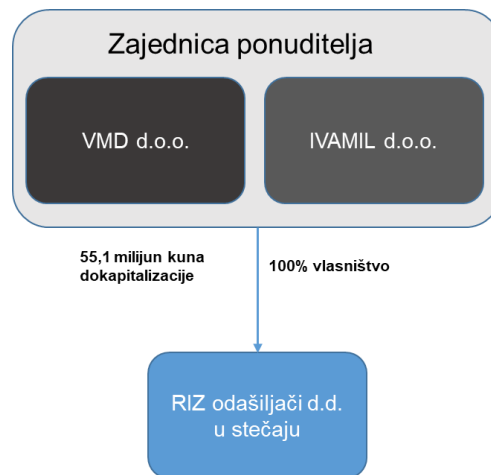 Zajednica ponuditelja
VMD d.o.o.
IVAMIL d.o.o.
55,1 milijun kuna
dokapitalizacije
100% vlasništvo
RIZ odašiljači d.d.
u stečaju